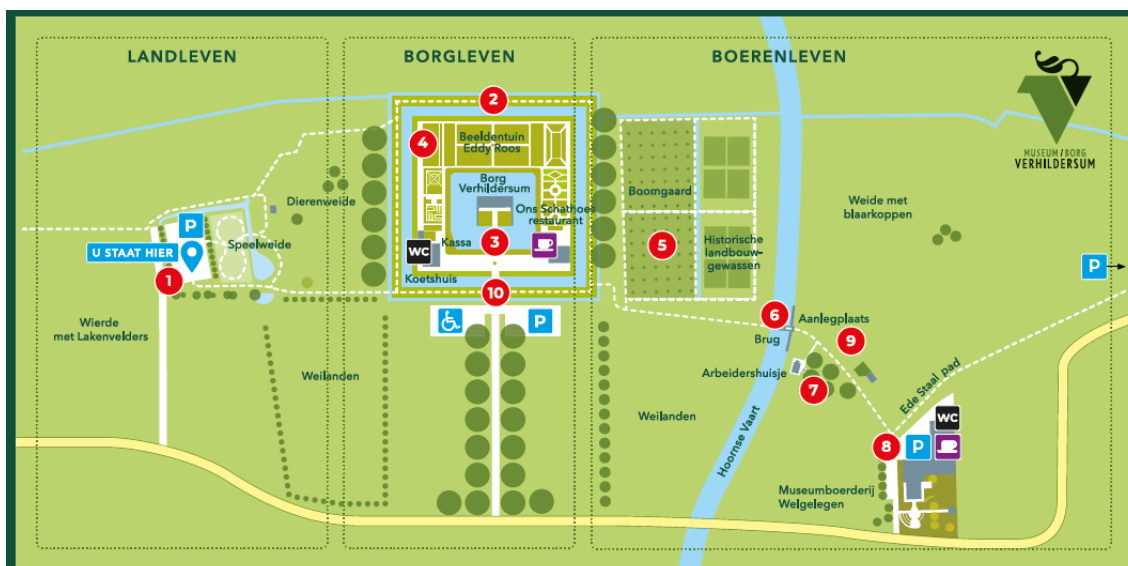 LANDLEVEN
BORGLEVEN
BOERENLEVEN
MUSEUM/BORG
VERHILDERSUM
2
4
Beeldentuin
Eddy Roos
Borg
Verhildersum
Ons Schathoes
restaurant
3
Kassa
WC
Koetshuis
10
P
Dierenweide
Speelweide
P
U STAAT HIER
1
Wierde
met Lakenvelders
Weilanden
Boomgaard
5
Historische
landbouw-
gewassen
Weide met
blaarkoppen
P
6
Aanlegplaats
Brug
9
Arbeidershuisje
7
Weilanden
Hoornse Vaart
Ede Staal pad
WC
8
P
Museumboerderij
Welgelegen